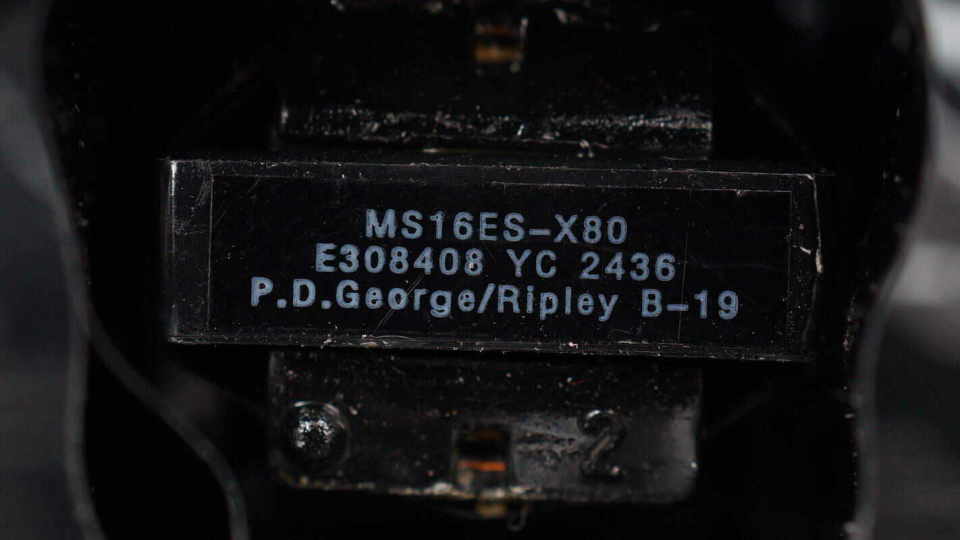 MS16ES-X80
E308408 YC 2436
P.D.George/Ripley B-19
2